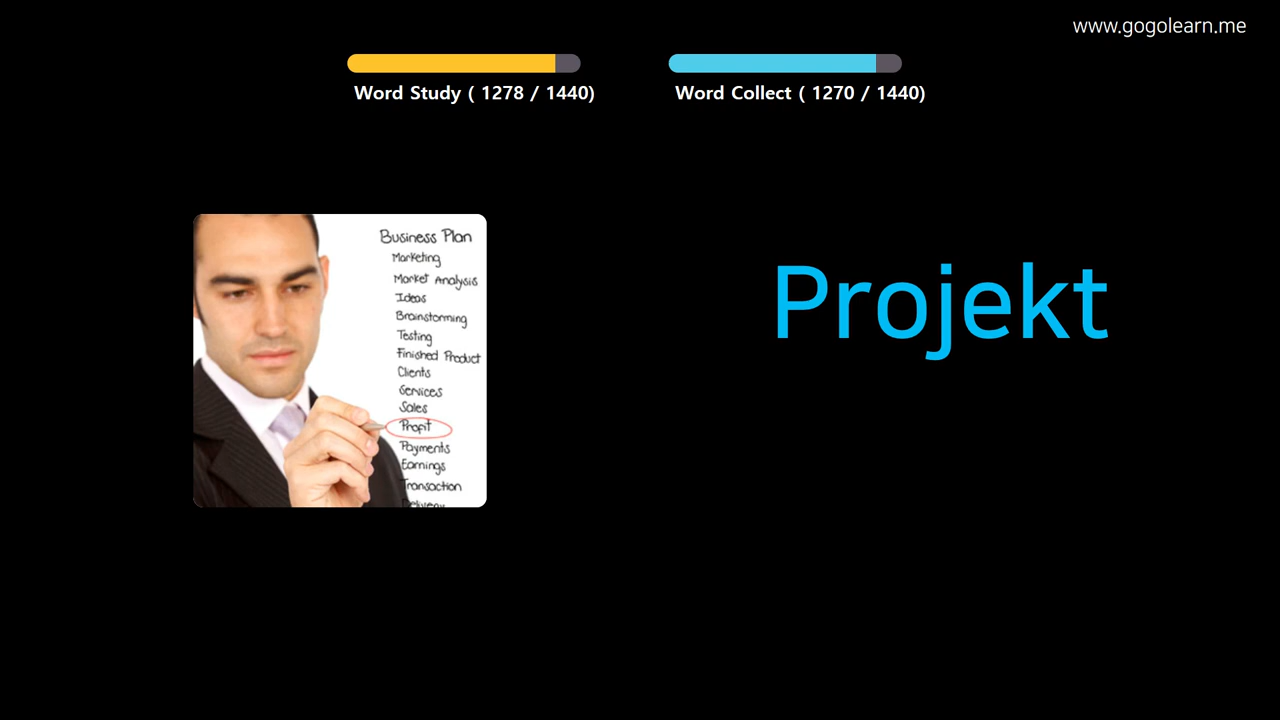 www.gogolearn.me
Word Study ( 1278 / 1440)
Word Collect ( 1270 / 1440)
Business Plan
Marketing
Market Analysis
Ideas
Brainstorming
Testing
Finished Product
Clients
Services
Sales
Profit
Payments
Earnings
Transaction
Delivery
Projekt